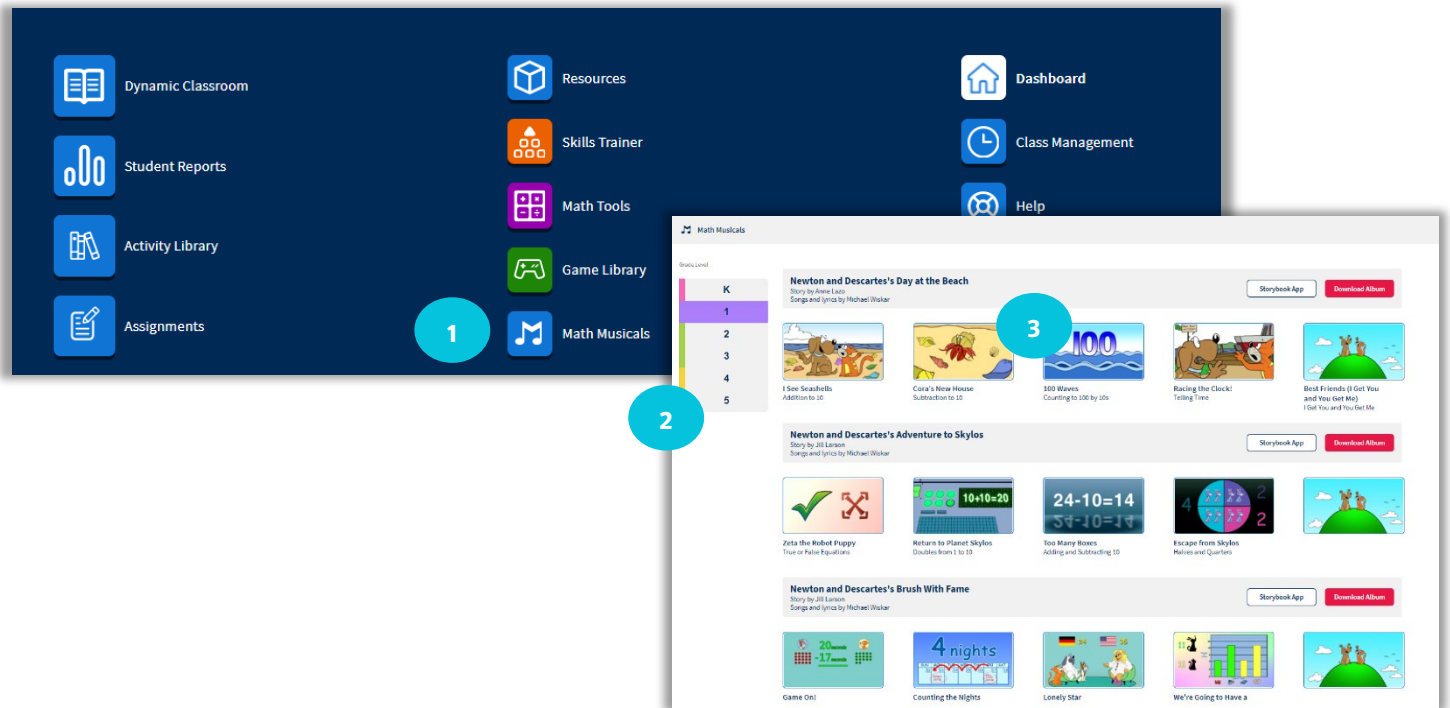 Dynamic Classroom
Student Reports
Activity Library
Assignments
Resources
Skills Trainer
Math Tools
Game Library
1
Math Musicals
Dashboard
Class Management
Help
Math Musicals
Grade Level
K
1
2
3
4
5
2
3
Newton and Descartes's Day at the Beach
Story by Anne Lazo
Songs and lyrics by Michael Wiskar
Storybook App
Download Album
100
I See Seashells
Addition to 10
Cora's New House
Subtraction to 10
100 Waves
Counting to 100 by 10s
Racing the Clock!
Telling Time
Best Friends (I Get You
and You Get Me)
I Get You and You Get Me
Newton and Descartes's Adventure to Skylos
Story by Jill Larson
Songs and lyrics by Michael Wiskar
Storybook App
Download Album
10+10=20
24-10=14
24-10=14
4
2
2
Zeta the Robot Puppy
True or False Equations
Return to Planet Skylos
Doubles from 1 to 10
Too Many Boxes
Adding and Subtracting 10
Escape from Skylos
Halves and Quarters
Newton and Descartes's Brush With Fame
Story by Jill Larson
Songs and lyrics by Michael Wiskar
Storybook App
Download Album
20
-17
4 nights
Game On!
Counting the Nights
Lonely Star
We're Going to Have a